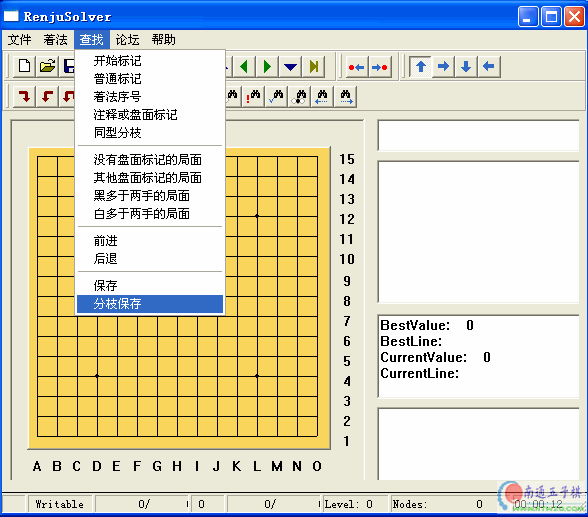 RenjuSolver
文件 着法 查找 论坛 帮助
开始标记
普通标记
着法序号
注释或盘面标记
同型分枝
没有盘面标记的局面
其他盘面标记的局面
黑多于两手的局面
白多于两手的局面
前进
后退
保存
分枝保存
15
14
13
12
11
10
9
8
7
6
5
4
3
2
1
A B C D E F G H I J K L M N O
BestValue: 0
BestLine:
CurrentValue: 0
CurrentLine:
Writable 0/ 0 0/ Level: 0 Nodes: 0 00:00:12
南通五子棋